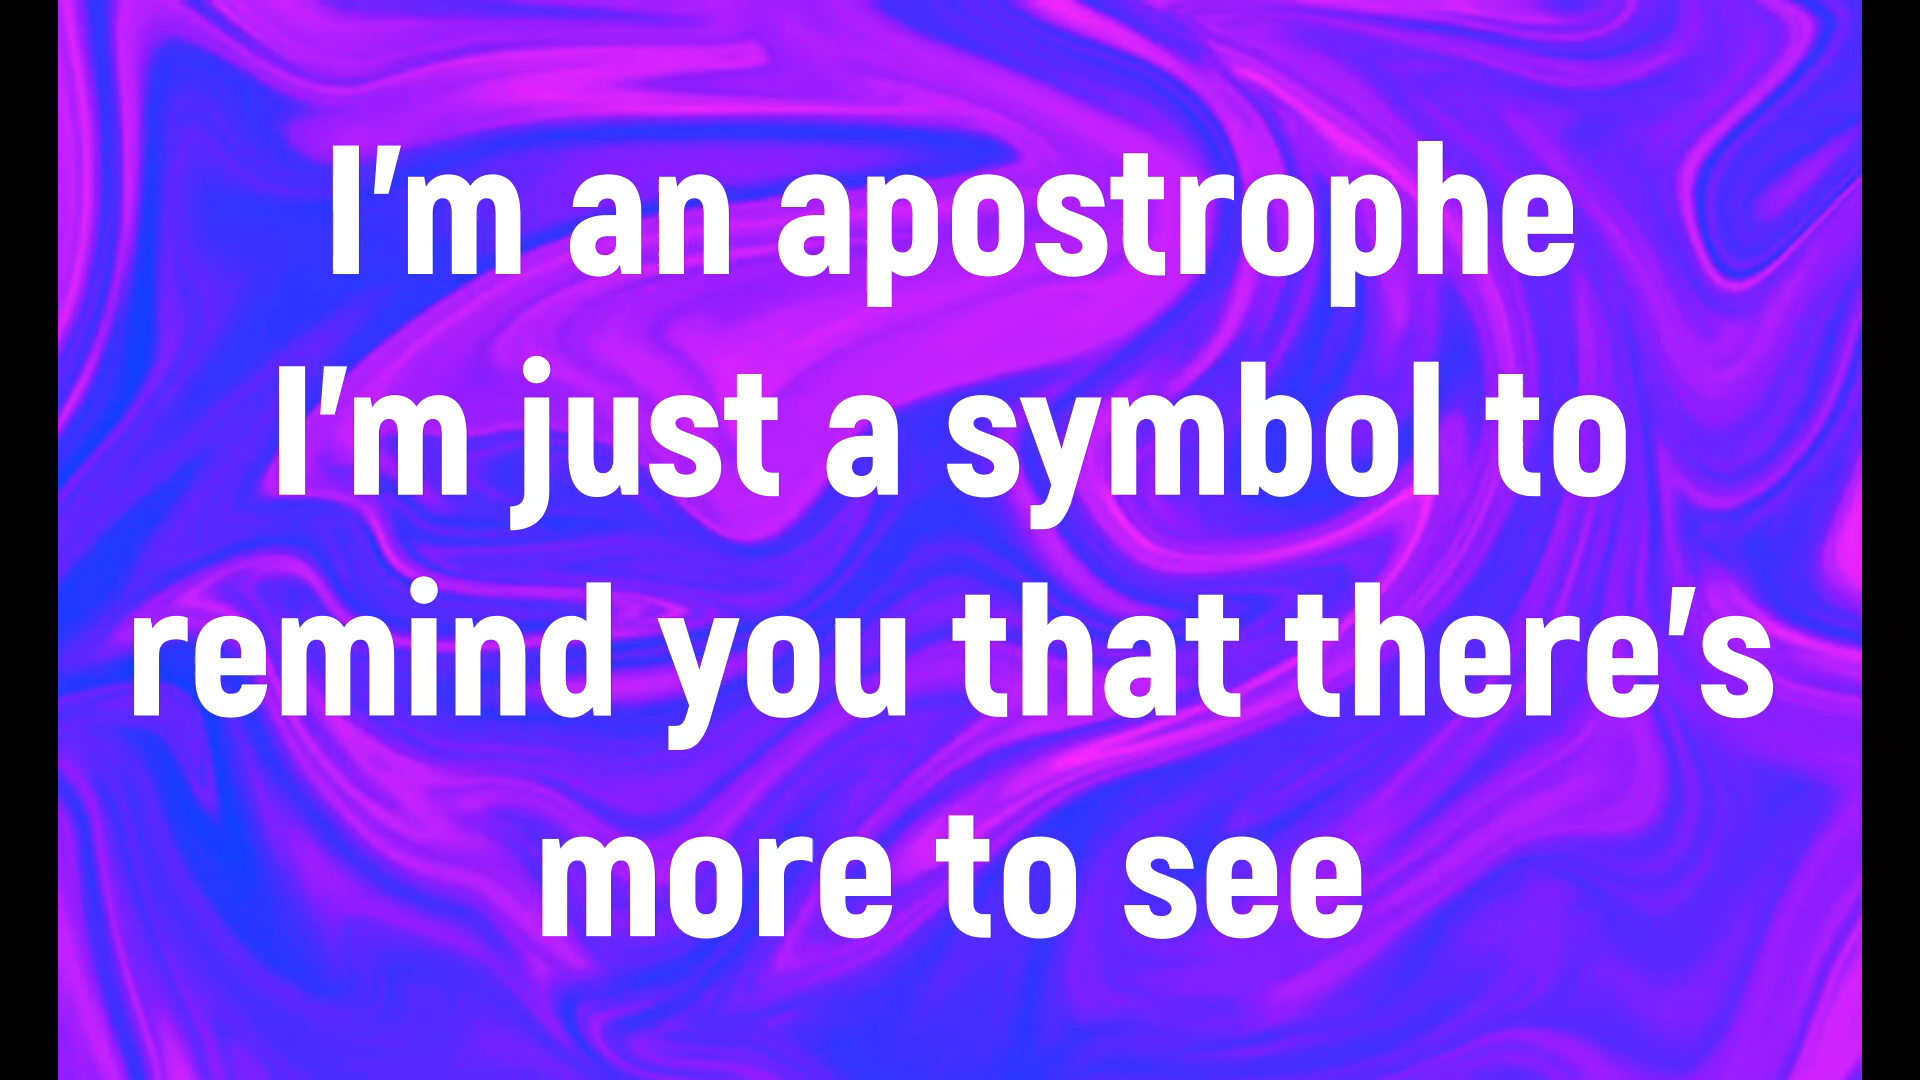 I'm an apostrophe
I'm just a symbol to
remind you that there's
more to see